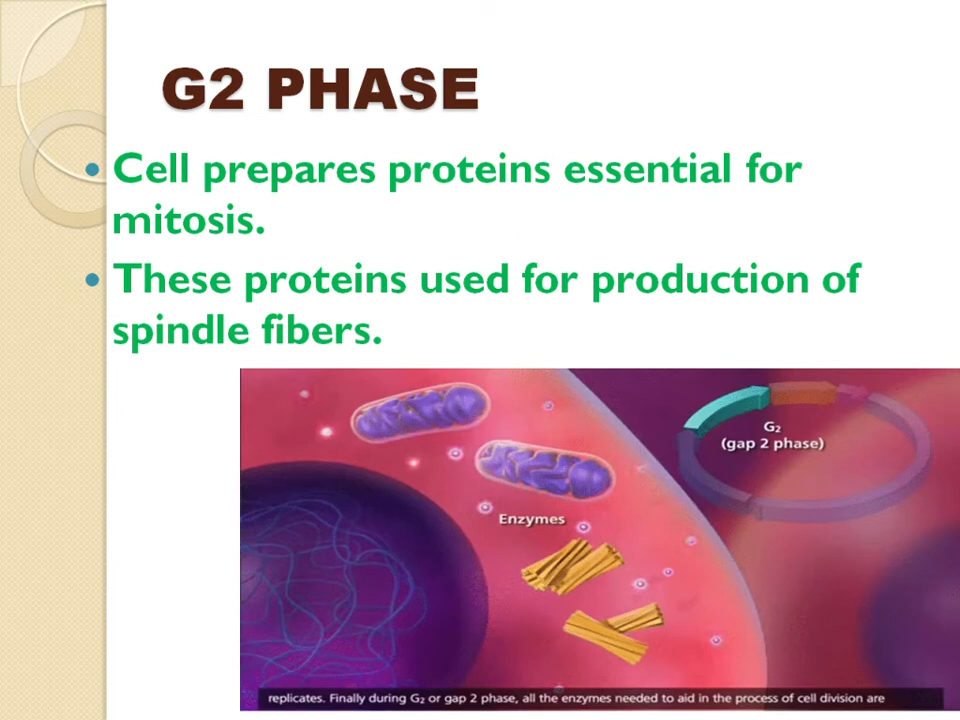 G2 PHASE
• Cell prepares proteins essential for
mitosis.
• These proteins used for production of
spindle fibers.
G₂
(gap 2 phase)
Enzymes
replicates. Finally during G₂ or gap 2 phase, all the enzymes needed to aid in the process of cell division are